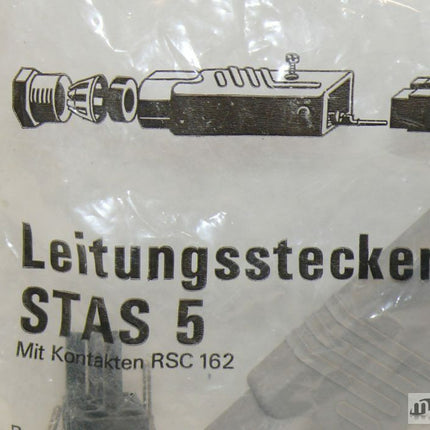 Leitungsstecker
STAS 5
Mit Kontakten RSC 162